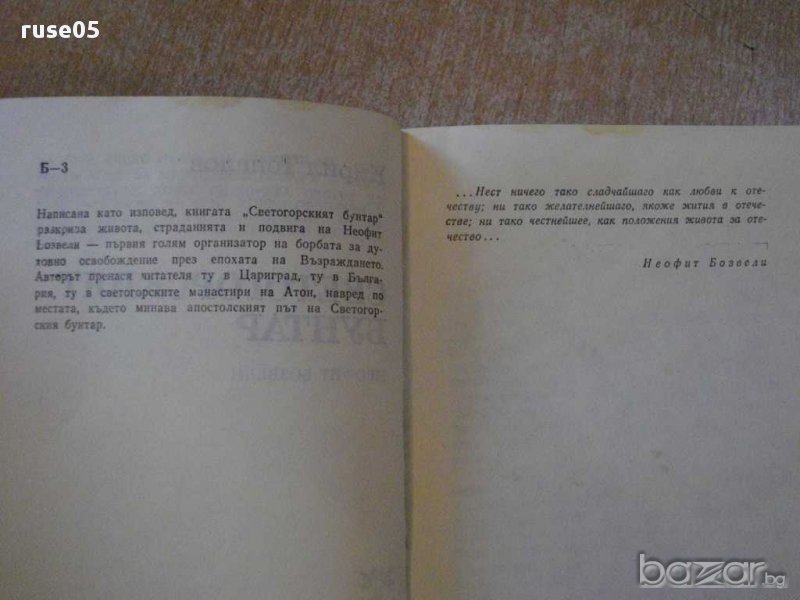 ruse05
Б—3
Написана като изповед, книгата „Светогорският бунтар“
разкрива живота, страданията и подвига на Неофит
Бозвели — първия голям организатор на борбата за ду-
ховно освобождение през епохата на Възраждането.
Авторът пренася читателя ту в Цариград, ту в Бълга-
рия, ту в светогорските манастири на Атон, навред по
местата, където минава апостолският път на Светогор-
ския бунтар.
...Нест ничего тако сладчайшаго как любви к оте-
честву; ни тако желателнейшаго, якоже жития в отече-
стве; ни тако честнейшее, как положения живота за оте-
чество...
Неофит Бозвели
БУНТАР
bazar.bg